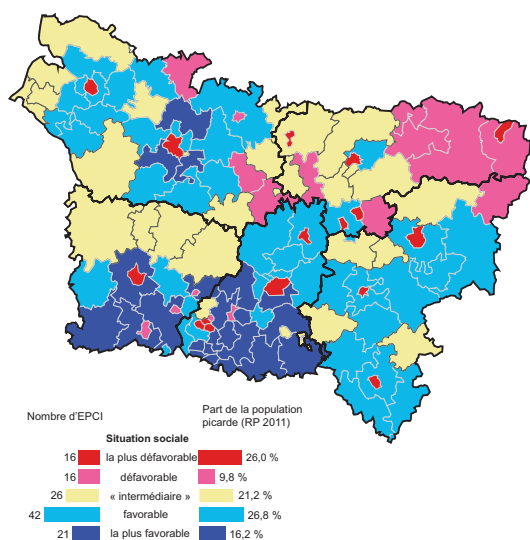 Nombre d'EPCI
Part de la population
picarde (RP 2011)
Situation sociale
16 la plus défavorable 26,0 %
16 défavorable 9,8 %
26 « intermédiaire » 21,2 %
42 favorable 26,8 %
21 la plus favorable 16,2 %